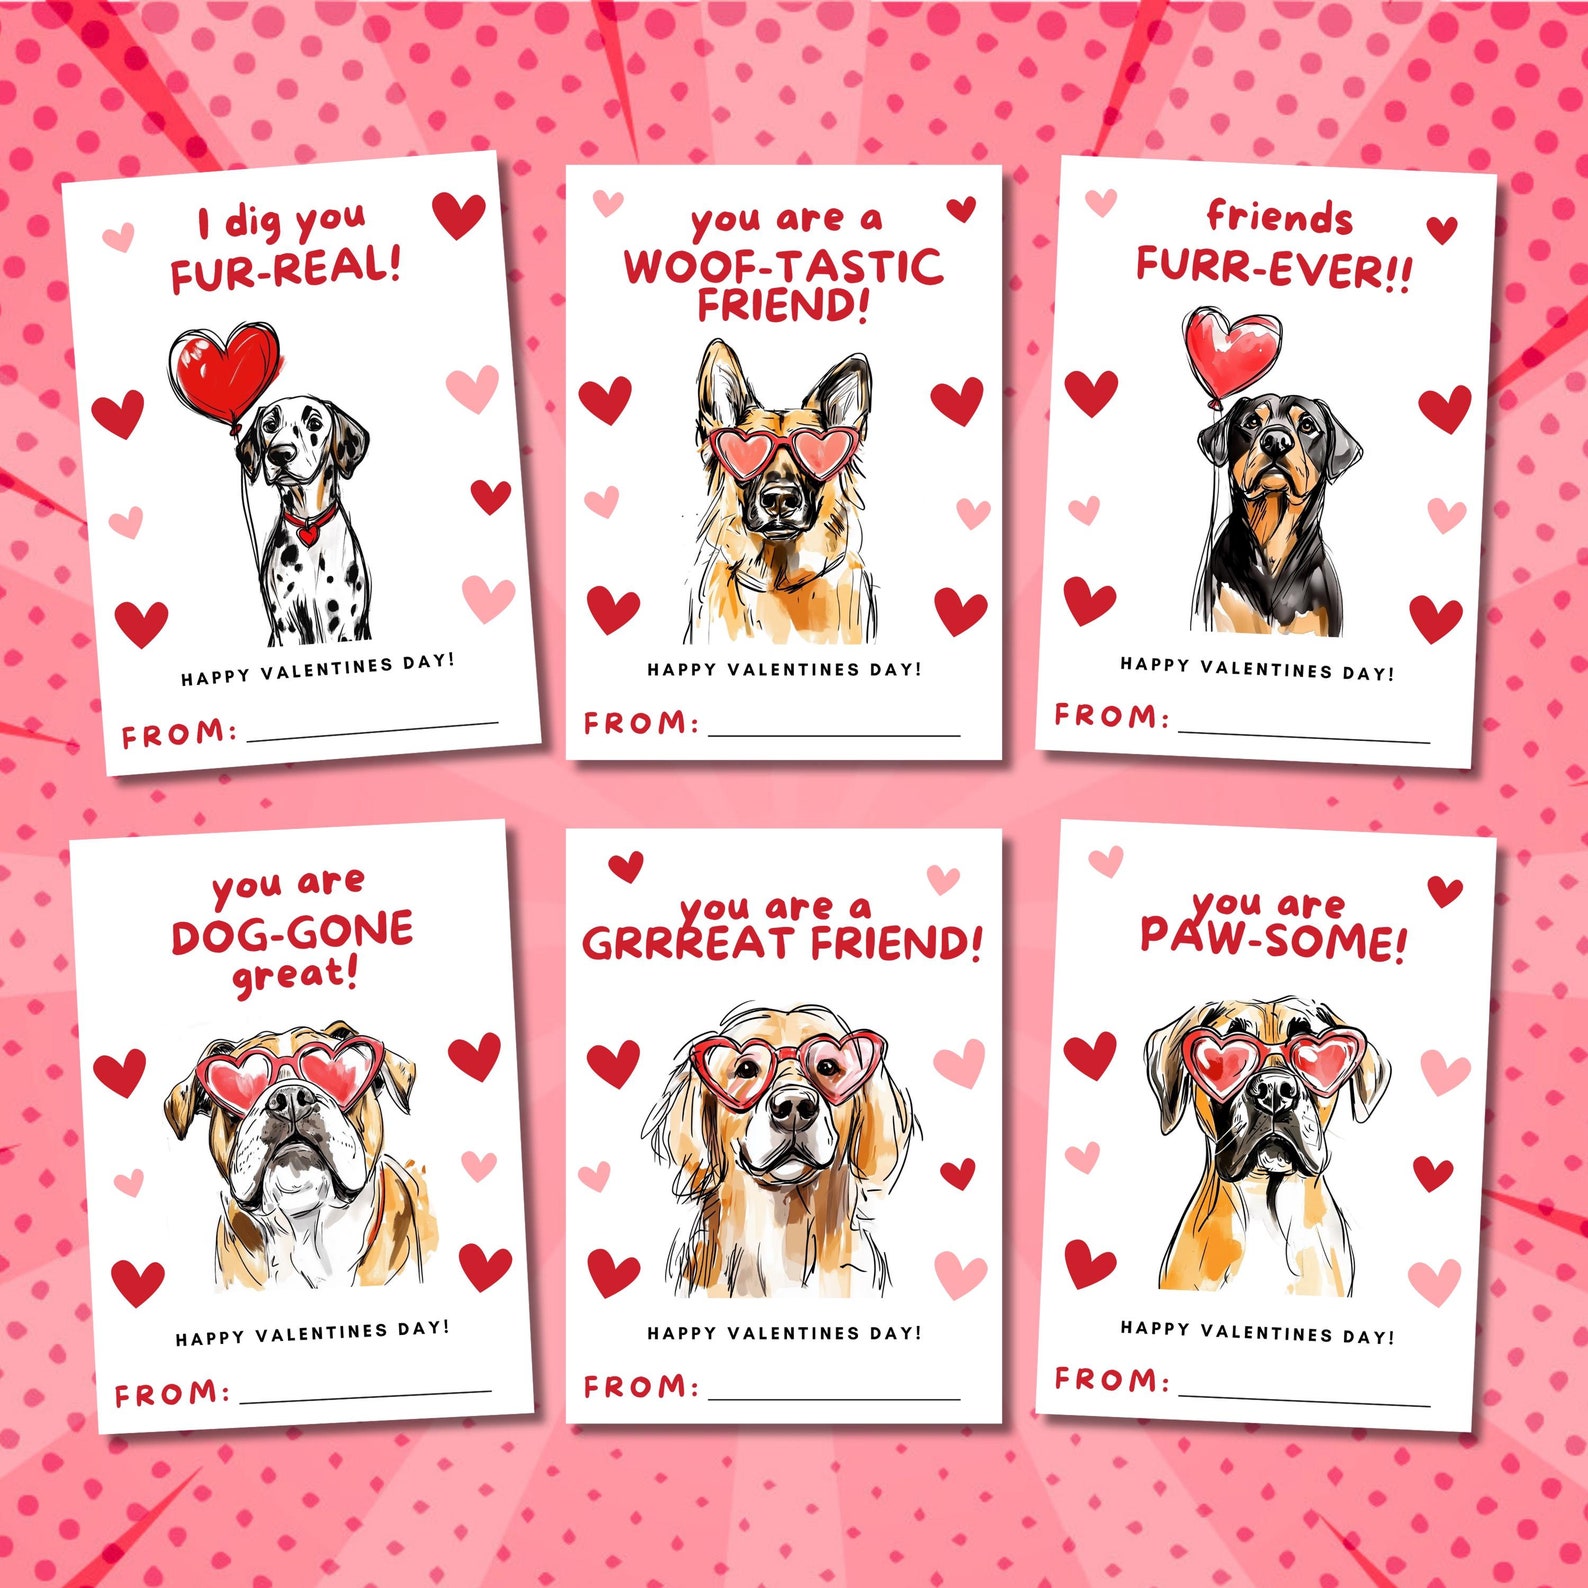 I dig you
FUR-REAL!
HAPPY VALENTINES DAY!
FROM:
you are a
WOOF-TASTIC
FRIEND!
HAPPY VALENTINES DAY!
FROM:
friends
FURR-EVER!!
HAPPY VALENTINES DAY!
FROM:
you are
DOG-GONE
great!
HAPPY VALENTINES DAY!
FROM:
you are a
GRRREAT FRIEND!
HAPPY VALENTINES DAY!
FROM:
you are
PAW-SOME!
HAPPY VALENTINES DAY!
FROM: